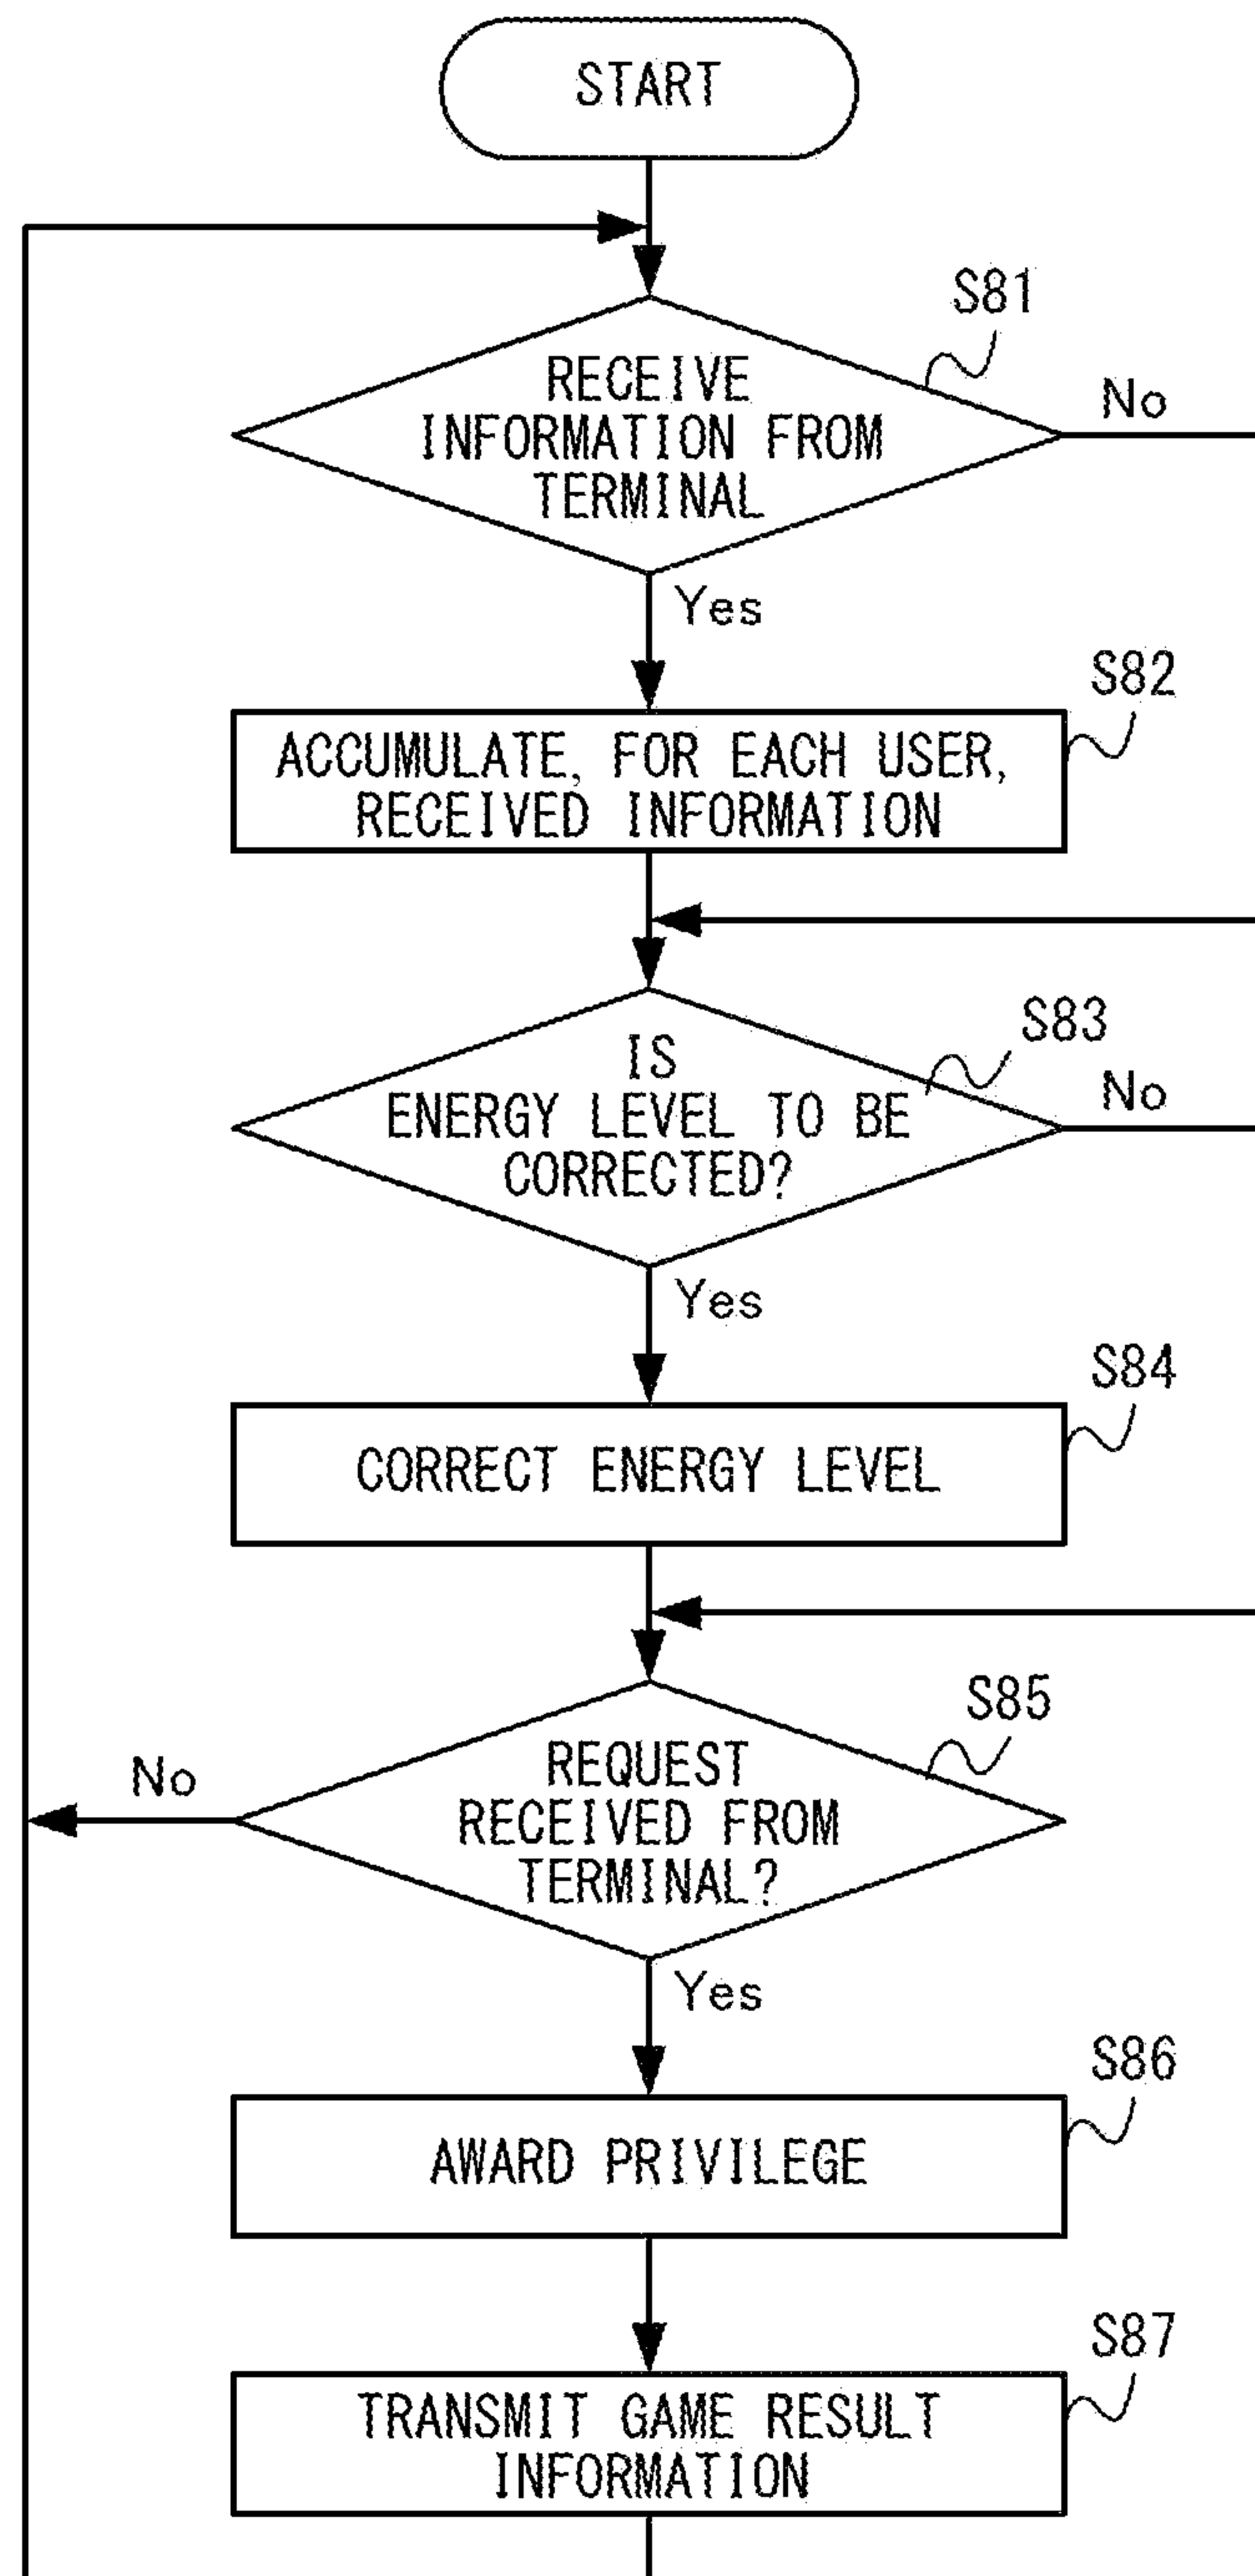 START
S81
RECEIVE
INFORMATION FROM
TERMINAL
No
Yes
S82
ACCUMULATE, FOR EACH USER,
RECEIVED INFORMATION
S83
IS
ENERGY LEVEL TO BE
CORRECTED?
No
Yes
S84
CORRECT ENERGY LEVEL
S85
REQUEST
RECEIVED FROM
TERMINAL?
No
Yes
S86
AWARD PRIVILEGE
S87
TRANSMIT GAME RESULT
INFORMATION